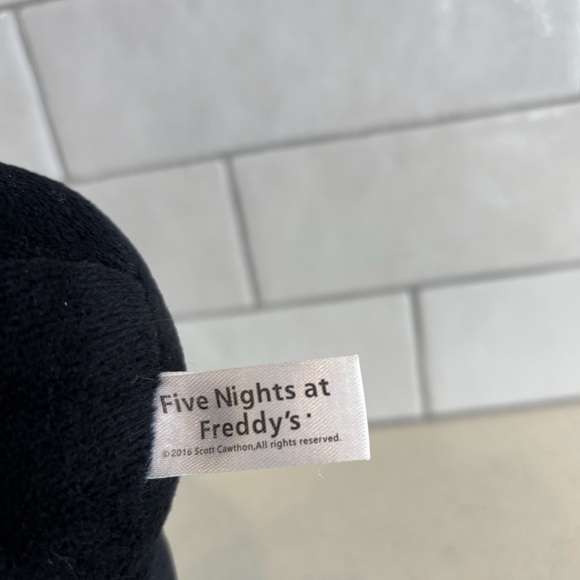 Five Nights at
Freddy's·
©2016 Scott Cawthon,All rights reserved.